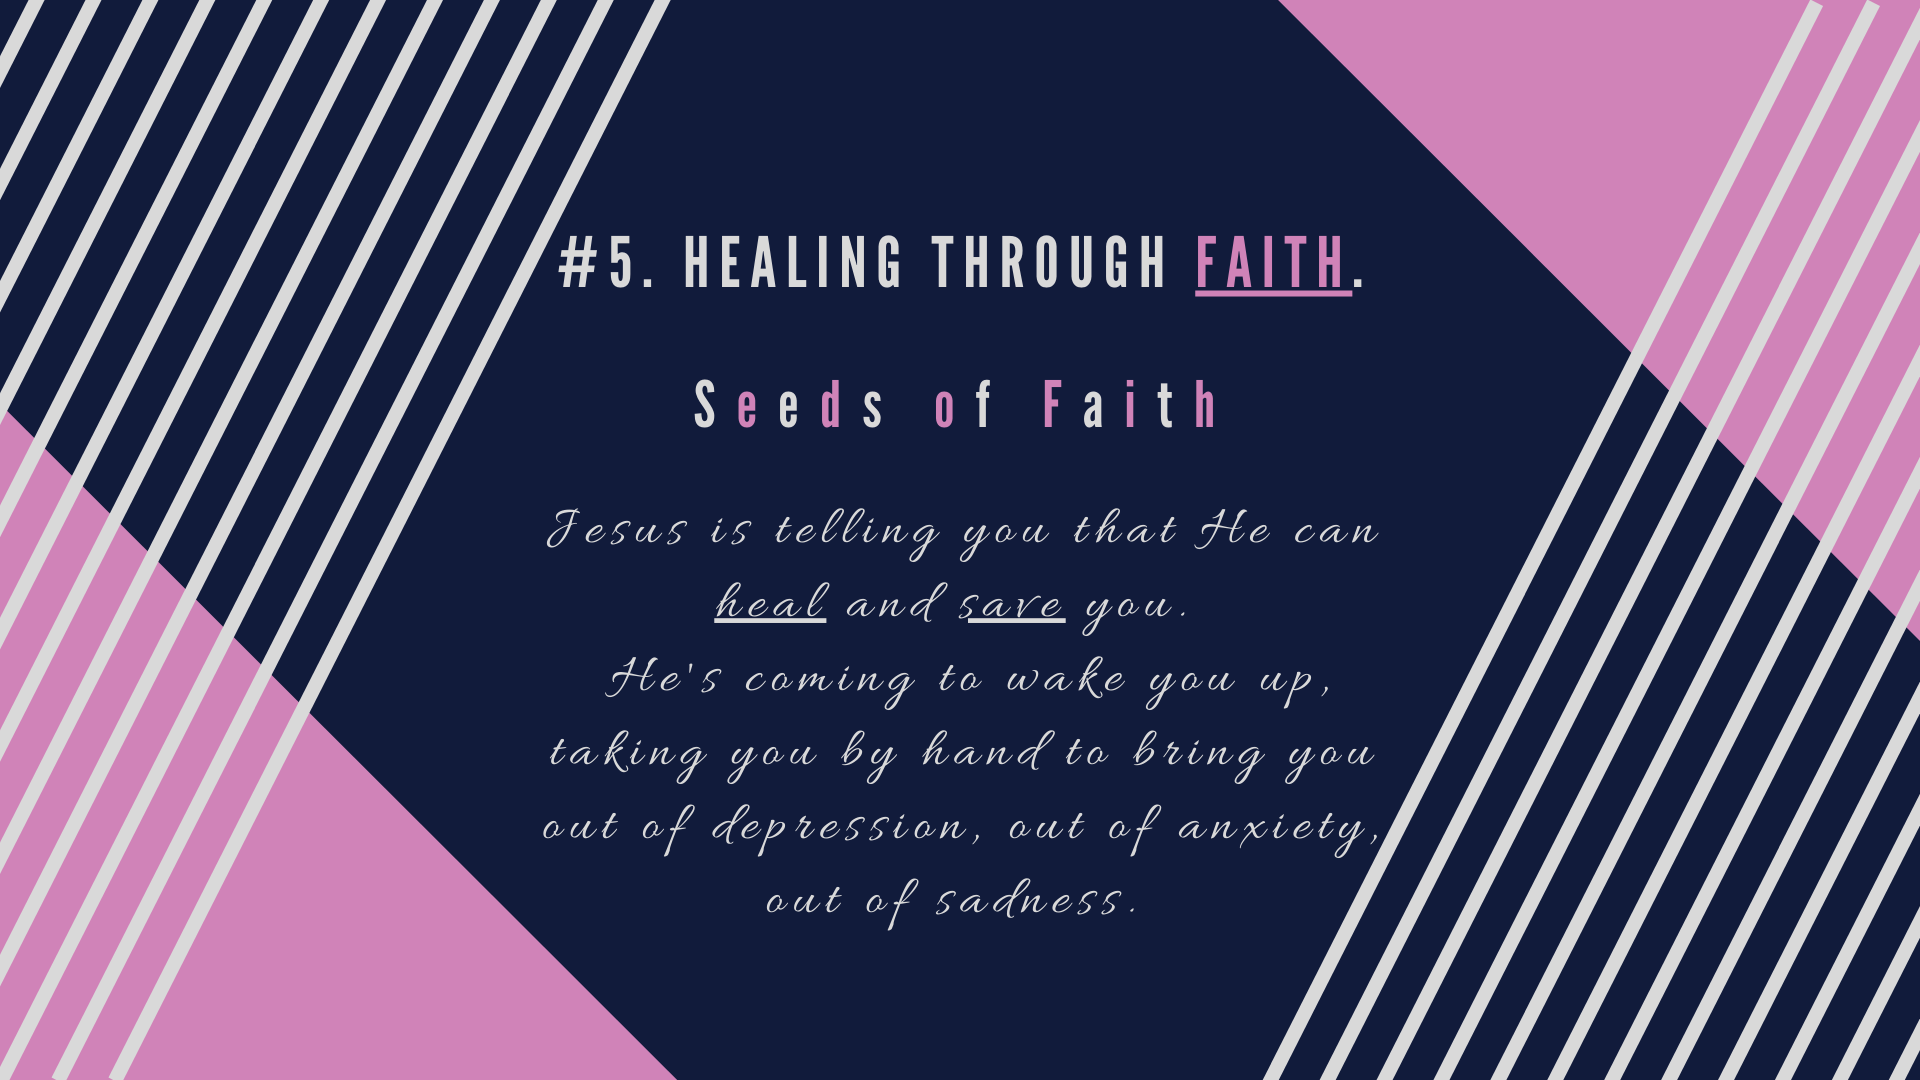 #5. HEALING THROUGH FAITH.
Seeds of Faith
Jesus is telling you that He can
heal and save you.
He's coming to wake you up,
taking you by hand to bring you
out of depression, out of anxiety,
out of sadness.